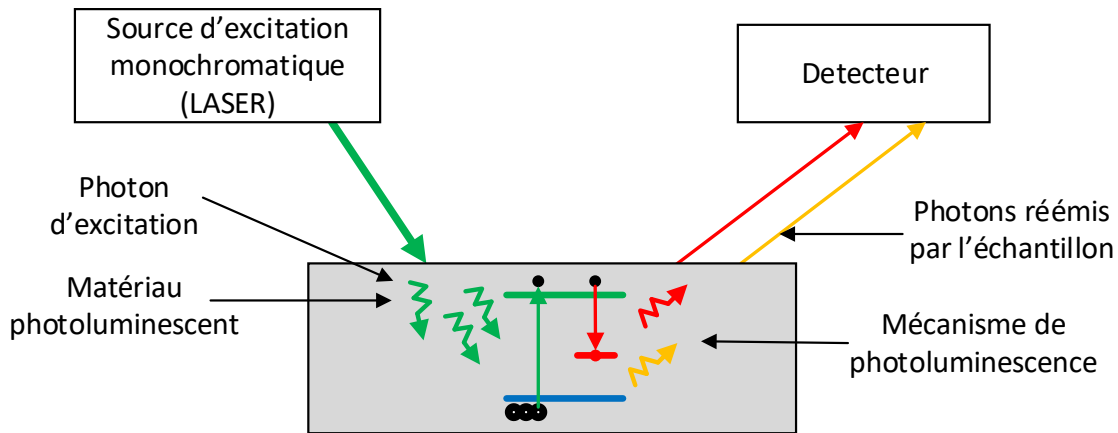 Source d’excitation
monochromatique
(LASER)
Detecteur
Photon
d’excitation
Photons réémis
par l’échantillon
Matériau
photoluminescent
Mécanisme de
photoluminescence